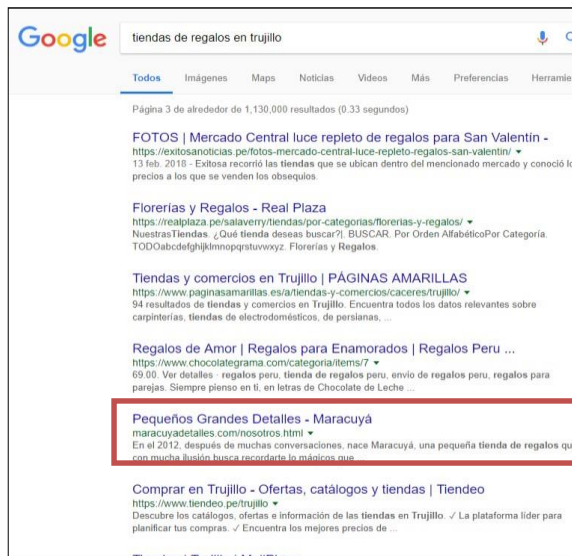 Google
tiendas de regalos en trujillo
Todos Imágenes Maps Noticias Vídeos Más Preferencias
Página 3 de alrededor de 1,130,000 resultados (0.33 segundos)
FOTOS | Mercado Central luce repleto de regalos para San Valentín -
https://exitosanoticias.pe/fotos-mercado-central-luce-repleto-regalos-san-valentin/
13 feb. 2018 - Exitosa recorrió las tiendas que se ubican dentro del mencionado mercado y conoció
precios a los que se venden los obsequios.
Florerías y Regalos - Real Plaza
https://realplaza.pe/salaverry/tiendas/por-categorias/florerias-y-regalos/
NuestrasTiendas. ¿Qué tienda deseas buscar?|. BUSCAR. Por Orden AlfabéticoPor Categoría.
TODOabcdefghijklmnopqrstuvwxyz. Florerías y Regalos.
Tiendas y comercios en Trujillo | PÁGINAS AMARILLAS
https://www.paginasamarillas.es/a/tiendas-y-comercios/caceres/trujillo/
94 resultados de tiendas y comercios en Trujillo. Encuentra todos los datos relevantes sobre
carpinterías, tiendas de electrodomésticos, de persianas, ...
Regalos de Amor | Regalos para Enamorados | Regalos Peru ...
https://www.chocolategrama.com/categoria/items/7
69.00. Ver detalles · regalos peru, tienda de regalos peru, envio de regalos peru, regalos para
parejas. Siempre pienso en ti, en letras de Chocolate de Leche ...
Pequeños Grandes Detalles - Maracuyá
maracuyadetalles.com/nosotros.html
En el 2012, después de muchas conversaciones, nace Maracuyá, una pequeña tienda de regalos
con mucha ilusión busca recordarte lo mágicos que ...
Comprar en Trujillo - Ofertas, catálogos y tiendas | Tiendeo
https://www.tiendeo.pe/trujillo
Descubre los catálogos, ofertas e información de las tiendas en Trujillo. ✓ La plataforma líder para
planificar tus compras. ✓ Encuentra los mejores precios de ...